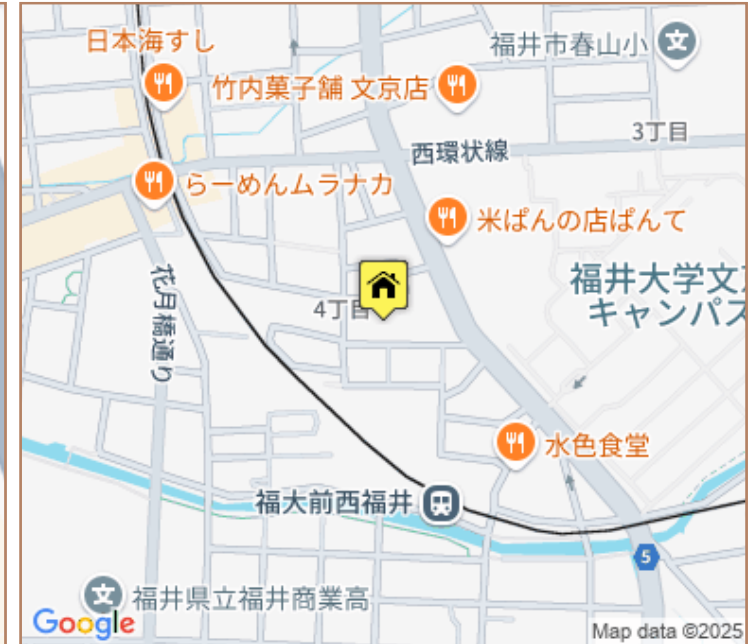 日本海すし
福井市春山小
文
竹内菓子舗 文京店
3丁目
西環状線
らーめんムラナカ
米ぱんの店ぱんて
福井大学文
キャンパス
4丁目
花月橋通り
水色食堂
福大前西福井
5
文
福井県立福井商業高
Google
Map data ©2025